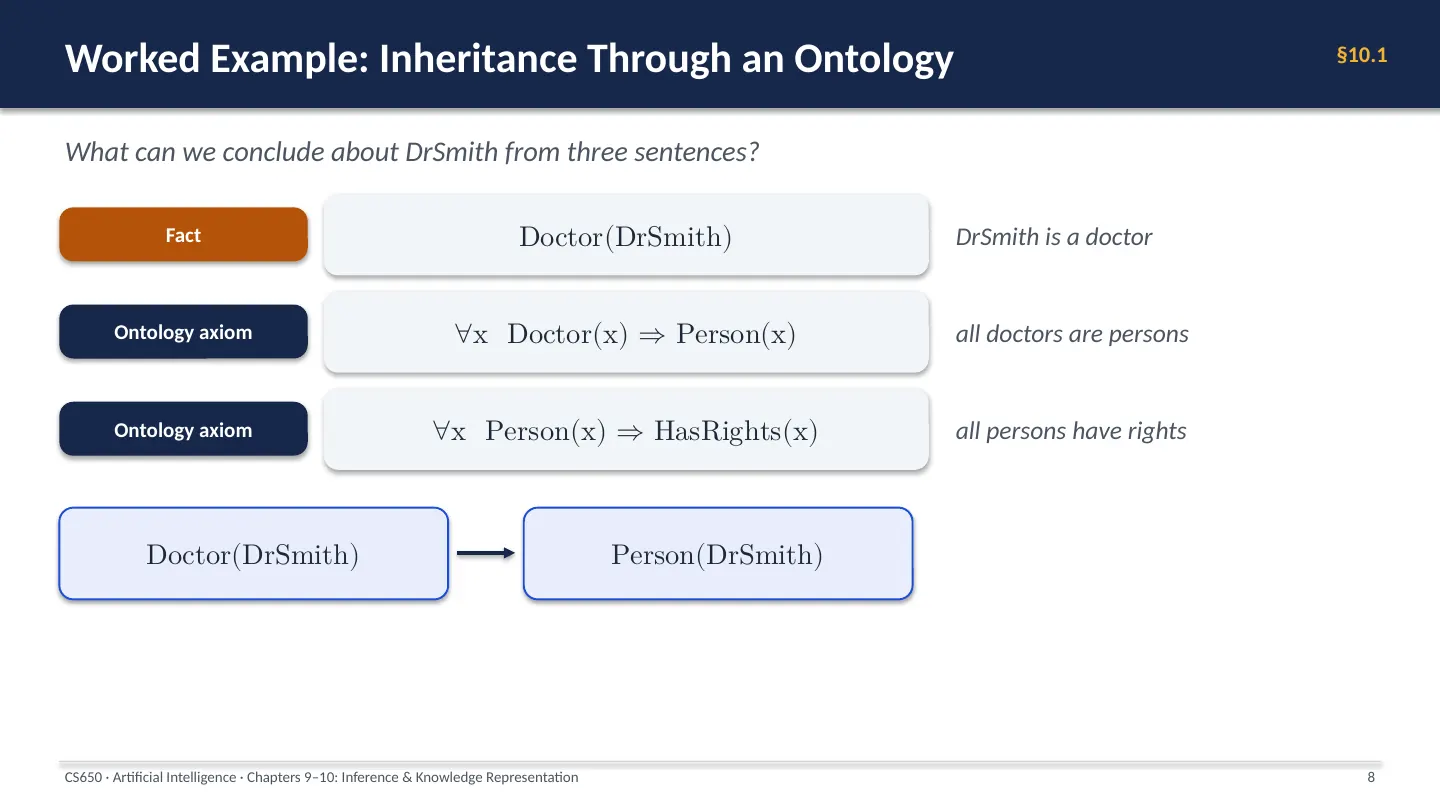 Worked Example: Inheritance Through an Ontology
§10.1
What can we conclude about DrSmith from three sentences?
Fact
Doctor(DrSmith)
DrSmith is a doctor
Ontology axiom
∀x Doctor(x) ⇒ Person(x)
all doctors are persons
Ontology axiom
∀x Person(x) ⇒ HasRights(x)
all persons have rights
Doctor(DrSmith)
Person(DrSmith)
CS650 · Artificial Intelligence · Chapters 9–10: Inference & Knowledge Representation
8